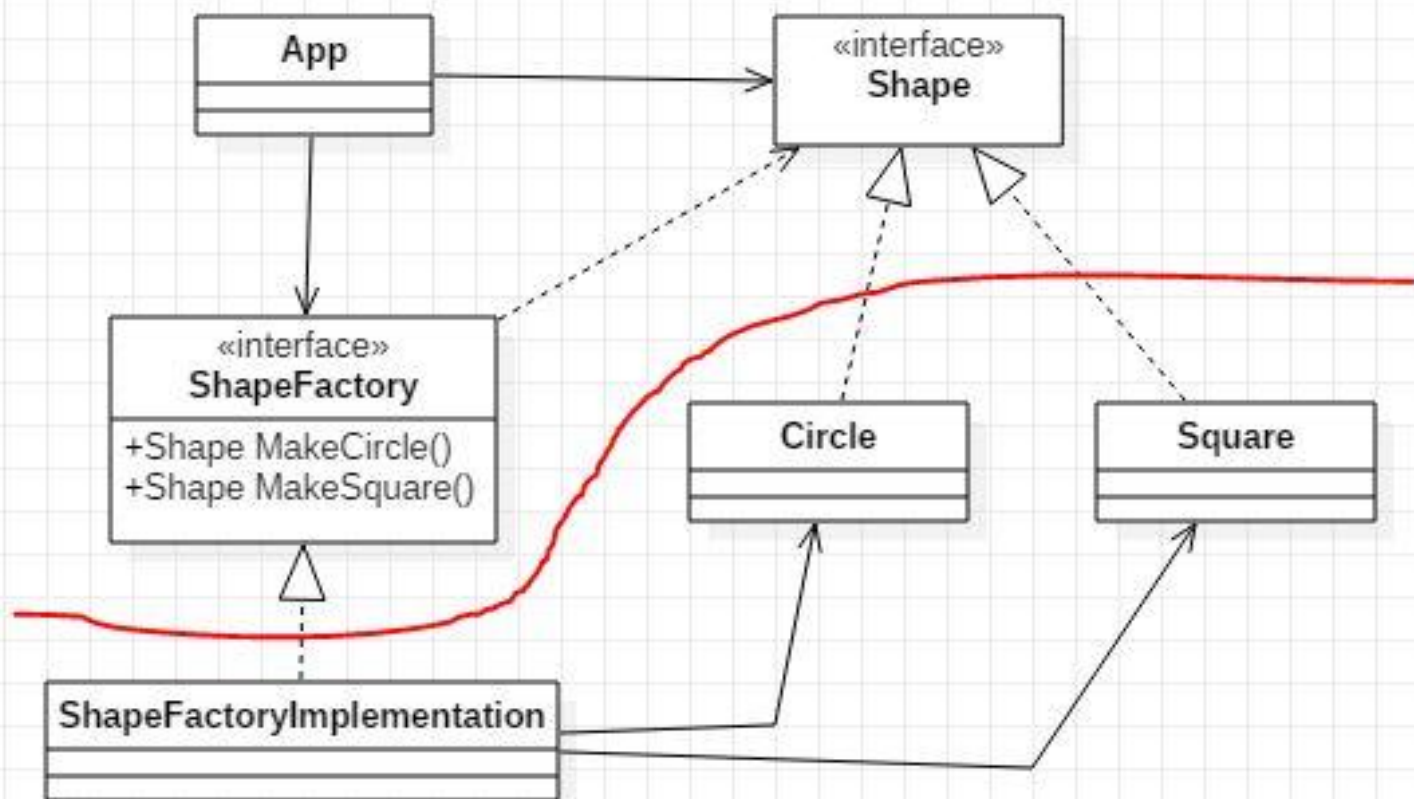 App
«interface»
Shape
«interface»
ShapeFactory
+Shape MakeCircle()
+Shape MakeSquare()
Circle
Square
ShapeFactoryImplementation